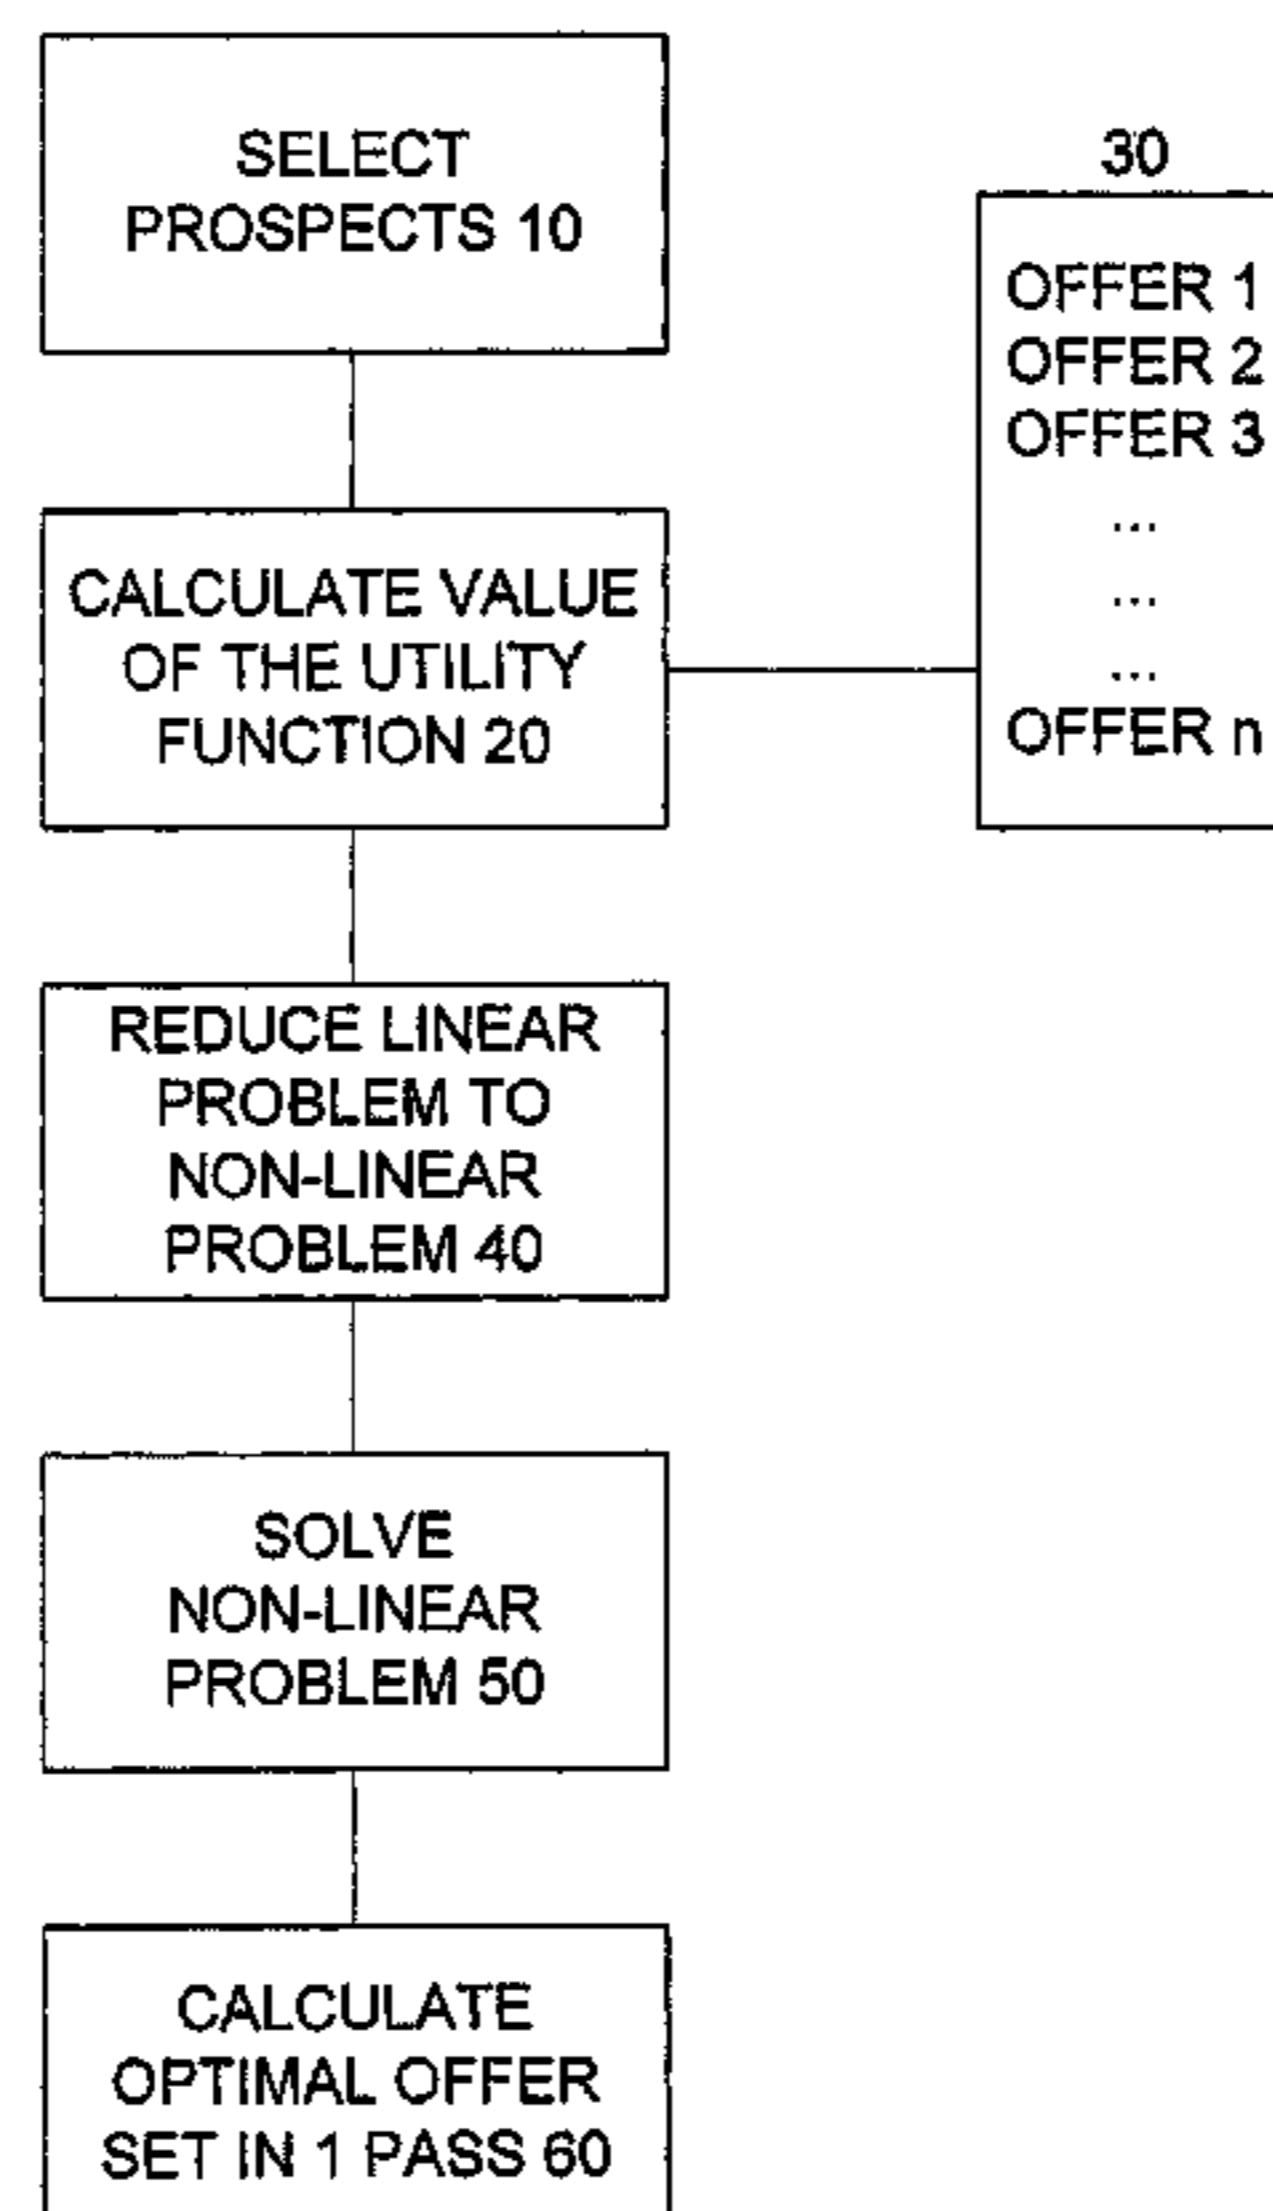 SELECT
PROSPECTS 10
30
OFFER 1
OFFER 2
OFFER 3
...
...
...
OFFER n
CALCULATE VALUE
OF THE UTILITY
FUNCTION 20
REDUCE LINEAR
PROBLEM TO
NON-LINEAR
PROBLEM 40
SOLVE
NON-LINEAR
PROBLEM 50
CALCULATE
OPTIMAL OFFER
SET IN 1 PASS 60